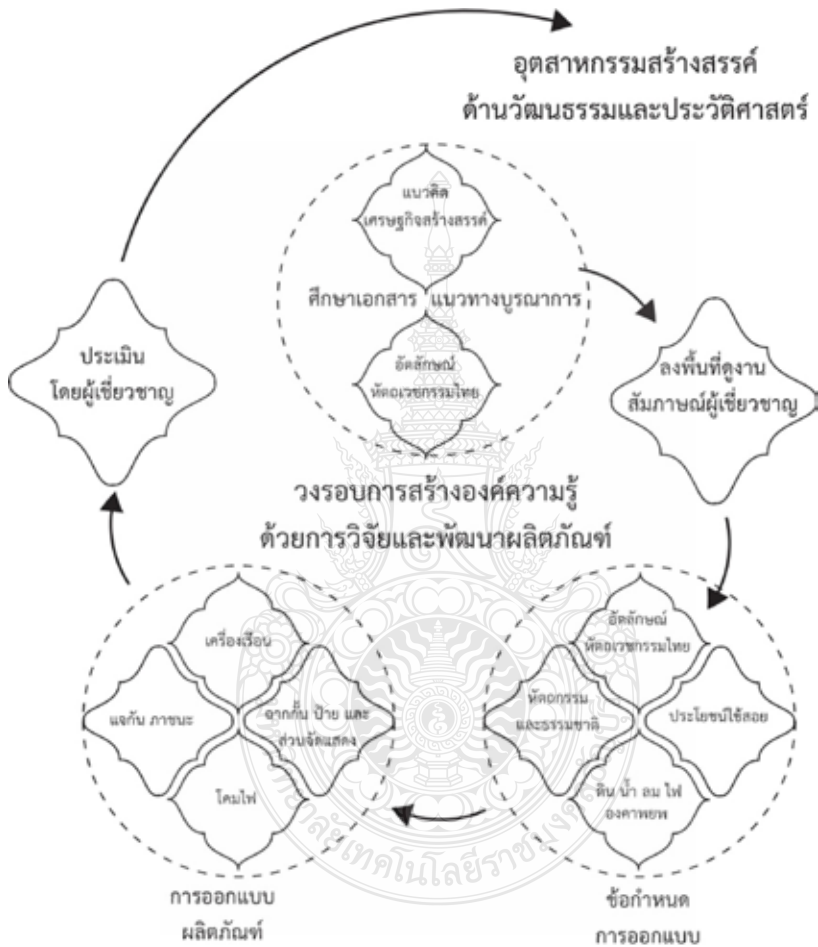 อุตสาหกรรมสร้างสรรค์
ด้านวัฒนธรรมและประวัติศาสตร์
แนวคิด
เศรษฐกิจสร้างสรรค์
ศึกษาเอกสาร แนวทางบูรณาการ
อัตลักษณ์
หัตถเวชกรรมไทย
ลงพื้นที่ดูงาน
สัมภาษณ์ผู้เชี่ยวชาญ
ประเมิน
โดยผู้เชี่ยวชาญ
วงรอบการสร้างองค์ความรู้
ด้วยการวิจัยและพัฒนาผลิตภัณฑ์
อัตลักษณ์
หัตถเวชกรรมไทย
หัตถกรรม
และธรรมชาติ
ประโยชน์ใช้สอย
ดิน น้ำ ลม ไฟ
องคาพยพ
ข้อกำหนด
การออกแบบ
เครื่องเรือน
แจกัน ภาชนะ
ฉากกั้น ป้าย และ
ส่วนจัดแสดง
โคมไฟ
การออกแบบ
ผลิตภัณฑ์